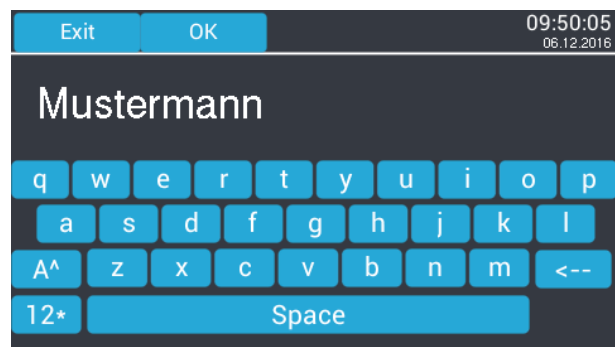 Exit OK 09:50:05
06.12.2016
Mustermann
q w e r t y u i o p
a s d f g h j k l
A^ z x c v b n m <--
12* Space